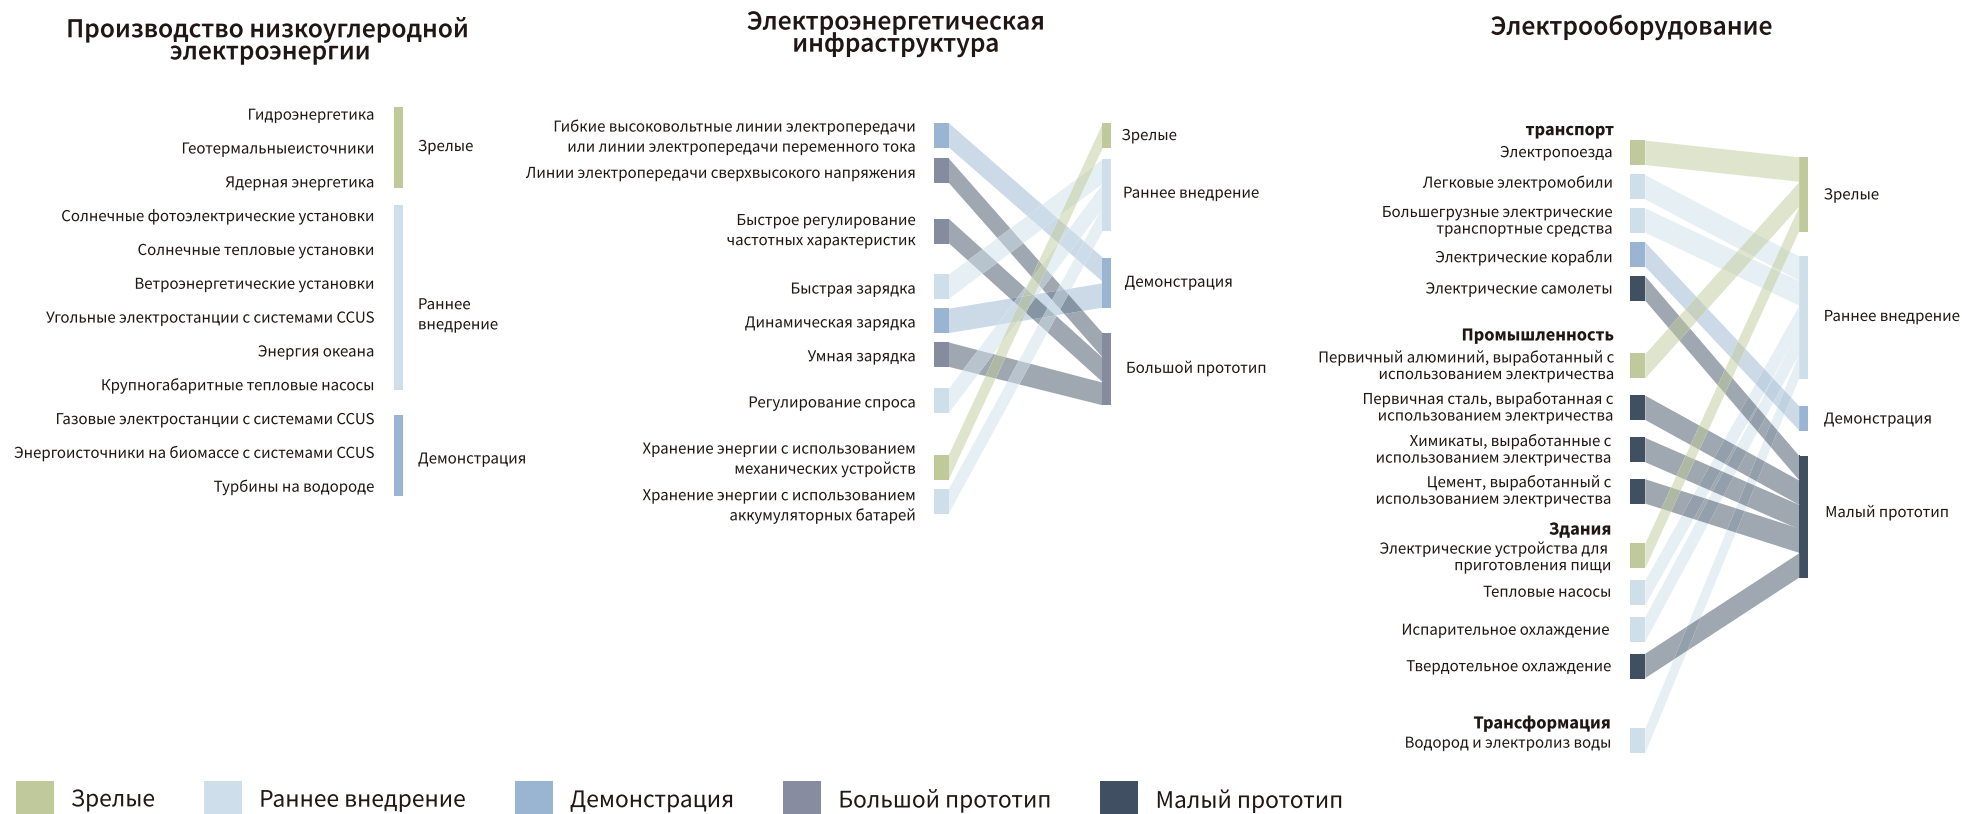 Производство низкоуглеродной
электроэнергии
Гидроэнергетика
Геотермальныеисточники
Ядерная энергетика
Солнечные фотоэлектрические установки
Солнечные тепловые установки
Ветроэнергетические установки
Угольные электростанции с системами CCUS
Энергия океана
Крупногабаритные тепловые насосы
Газовые электростанции с системами CCUS
Энергоисточники на биомассе с системами CCUS
Турбины на водороде
Зрелые
Раннее
внедрение
Демонстрация
Электроэнергетическая
инфраструктура
Гибкие высоковольтные линии электропередачи
или линии электропередачи переменного тока
Линии электропередачи сверхвысокого напряжения
Быстрое регулирование
частотных характеристик
Быстрая зарядка
Динамическая зарядка
Умная зарядка
Регулирование спроса
Хранение энергии с использованием
механических устройств
Хранение энергии с использованием
аккумуляторных батарей
Зрелые
Раннее внедрение
Демонстрация
Большой прототип
Электрооборудование
транспорт
Электропоезда
Легковые электромобили
Большегрузные электрические
транспортные средства
Электрические корабли
Электрические самолеты
Промышленность
Первичный алюминий, выработанный с
использованием электричества
Первичная сталь, выработанная с
использованием электричества
Химикаты, выработанные с
использованием электричества
Цемент, выработанный с
использованием электричества
Здания
Электрические устройства для
приготовления пищи
Тепловые насосы
Испарительное охлаждение
Твердотельное охлаждение
Трансформация
Водород и электролиз воды
Зрелые
Раннее внедрение
Демонстрация
Малый прототип
Зрелые
Раннее внедрение
Демонстрация
Большой прототип
Малый прототип